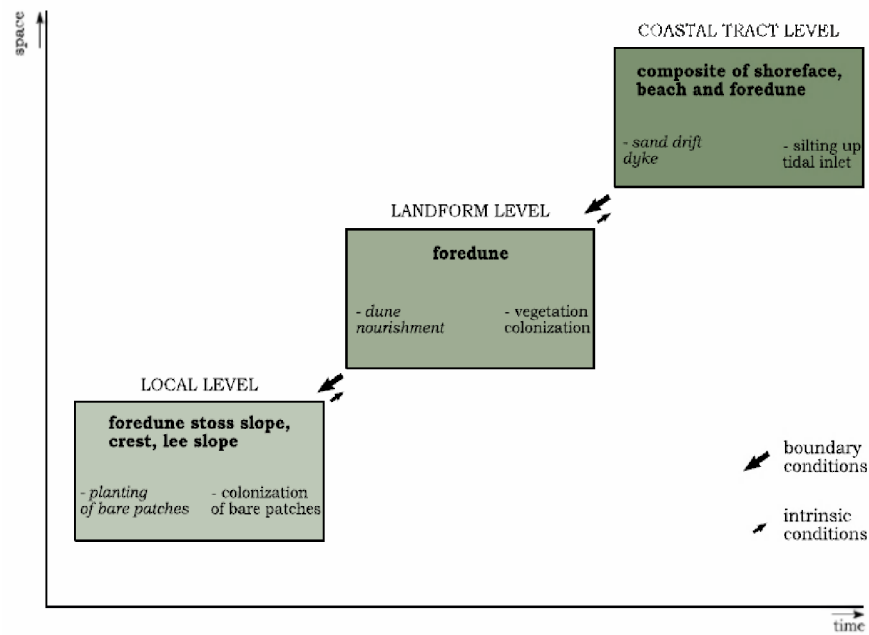 space
COASTAL TRACT LEVEL
composite of shoreface,
beach and foredune
- sand drift
dyke
- silting up
tidal inlet
LANDFORM LEVEL
foredune
- dune
nourishment
- vegetation
colonization
LOCAL LEVEL
foredune stoss slope,
crest, lee slope
- planting
of bare patches
- colonization
of bare patches
boundary
conditions
intrinsic
conditions
time